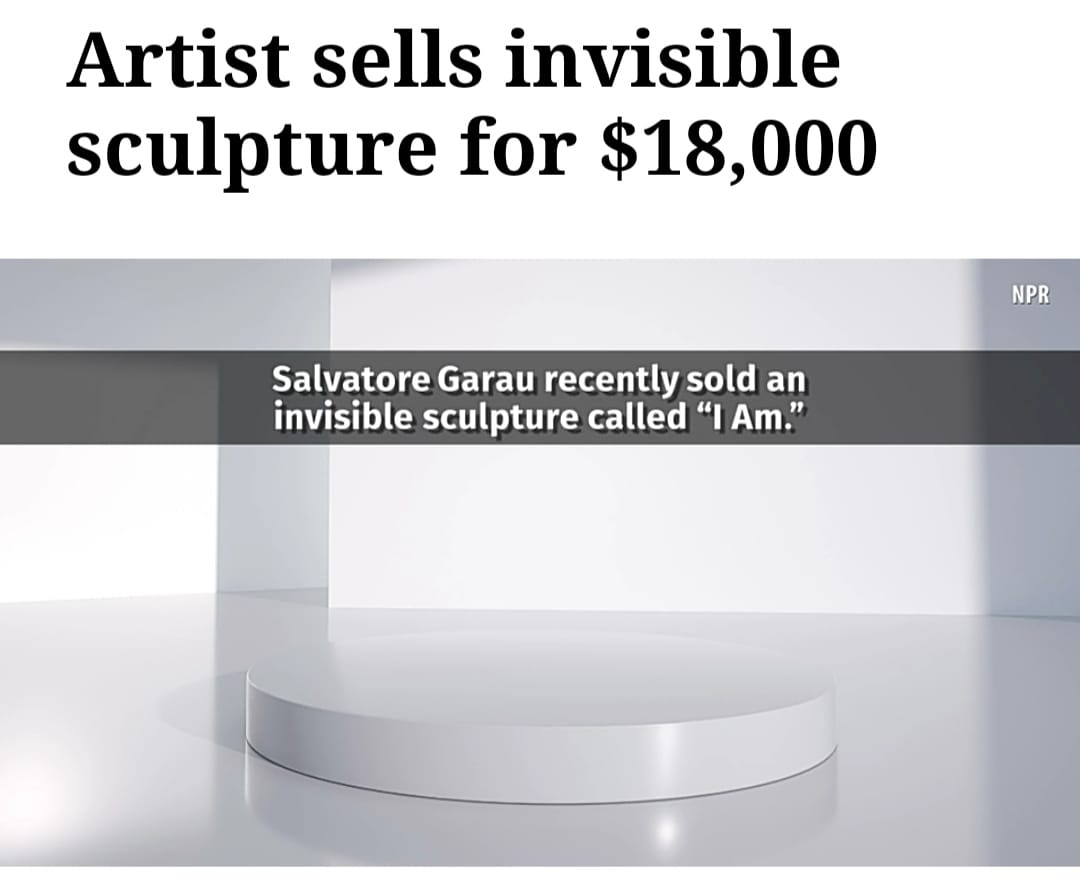 Artist sells invisible
sculpture for $18,000
NPR
Salvatore Garau recently sold an
invisible sculpture called “I Am.”